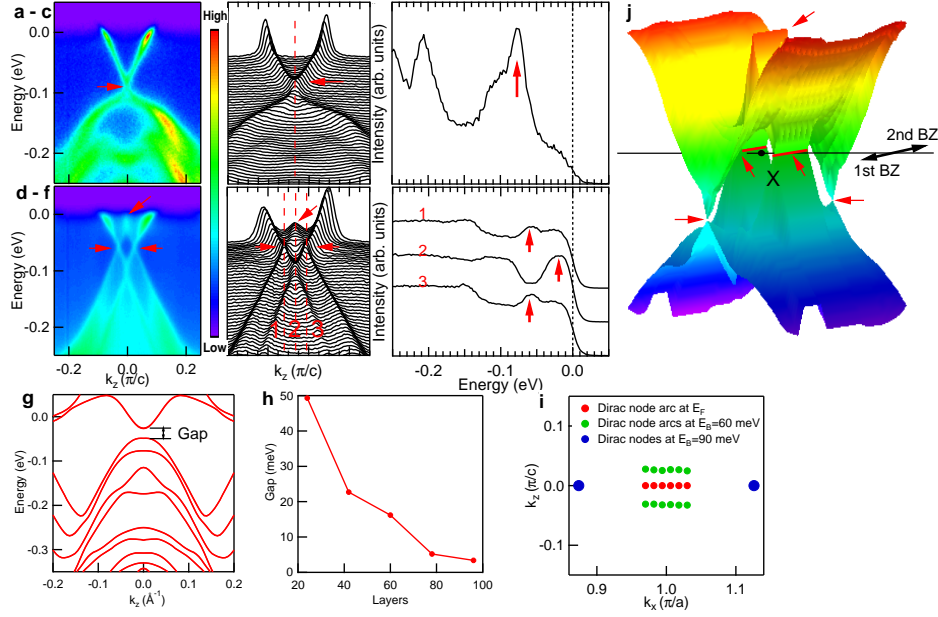 a - c
High
Low
0.0
-0.1
-0.2
Energy (eV)
Intensity (arb. units)
d - f
0.0
-0.1
-0.2
Energy (eV)
-0.2
0.0
0.2
k_z (π/c)
1
2
3
k_z (π/c)
Intensity (arb. units)
1
2
3
-0.2
-0.1
0.0
Energy (eV)
j
X
2nd BZ
1st BZ
g
0.0
-0.1
-0.2
-0.3
Energy (eV)
Gap
-0.2
-0.1
0.0
0.1
0.2
k_z (Å⁻¹)
h
50
40
30
20
10
0
Gap (meV)
20
40
60
80
100
Layers
i
Dirac node arc at E_F
Dirac node arcs at E_B=60 meV
Dirac nodes at E_B=90 meV
0.1
0.0
-0.1
k_z (π/c)
0.9
1.0
1.1
k_x (π/a)